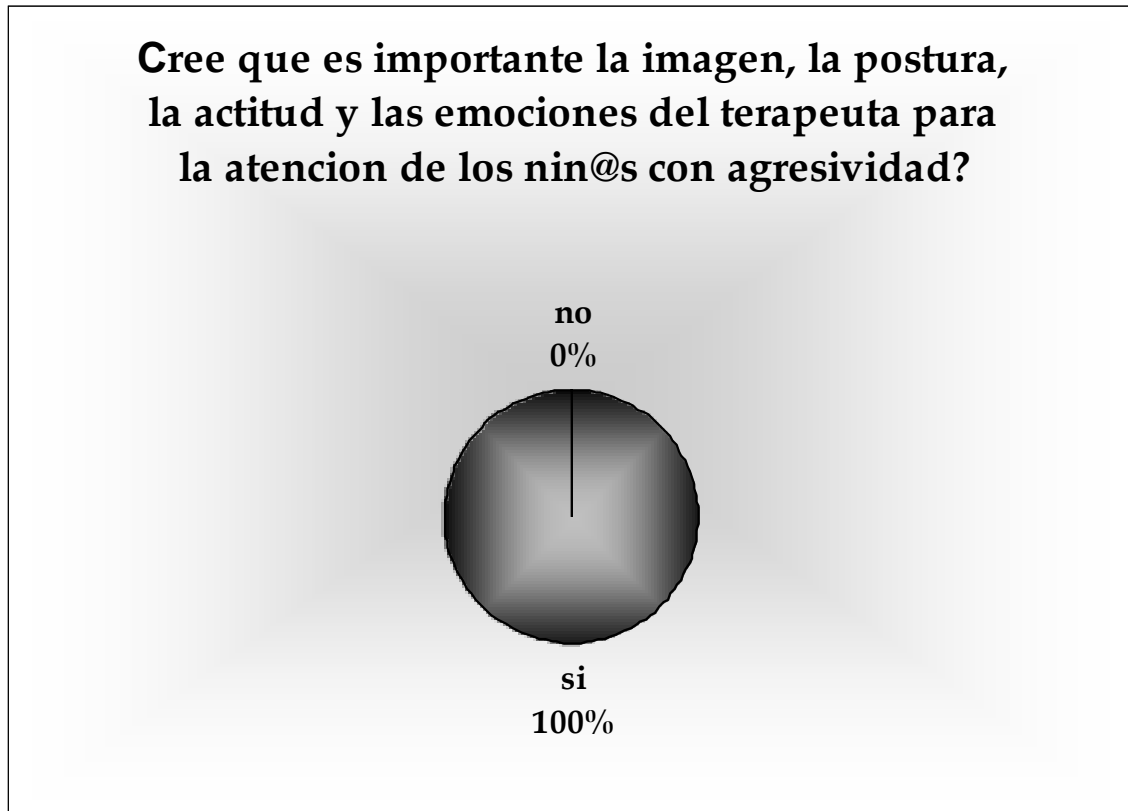 Cree que es importante la imagen, la postura,
la actitud y las emociones del terapeuta para
la atencion de los nin@s con agresividad?
no
0%
si
100%